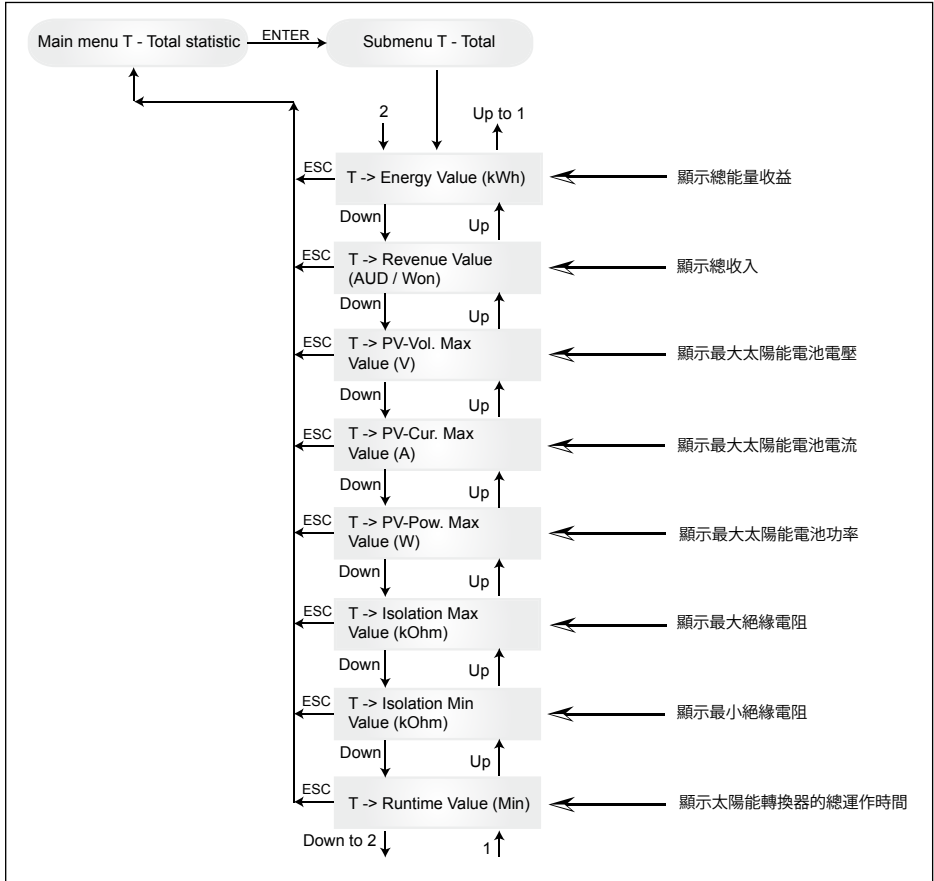 Main menu T - Total statistic
ENTER
Submenu T - Total
2
Up to 1
ESC
T -> Energy Value (kWh)
顯示總能量收益
Down
Up
ESC
T -> Revenue Value
(AUD / Won)
顯示總收入
Down
Up
ESC
T -> PV-Vol. Max
Value (V)
顯示最大太陽能電池電壓
Down
Up
ESC
T -> PV-Cur. Max
Value (A)
顯示最大太陽能電池電流
Down
Up
ESC
T -> PV-Pow. Max
Value (W)
顯示最大太陽能電池功率
Down
Up
ESC
T -> Isolation Max
Value (kOhm)
顯示最大絕緣電阻
Down
Up
ESC
T -> Isolation Min
Value (kOhm)
顯示最小絕緣電阻
Down
Up
ESC
T -> Runtime Value (Min)
顯示太陽能轉換器的總運作時間
Down to 2
1